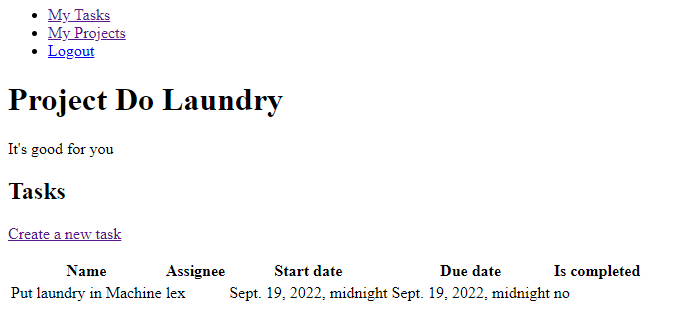 My Tasks
My Projects
Logout
Project Do Laundry
It's good for you
Tasks
Create a new task
Name Assignee Start date Due date Is completed
Put laundry in Machine lex Sept. 19, 2022, midnight Sept. 19, 2022, midnight no